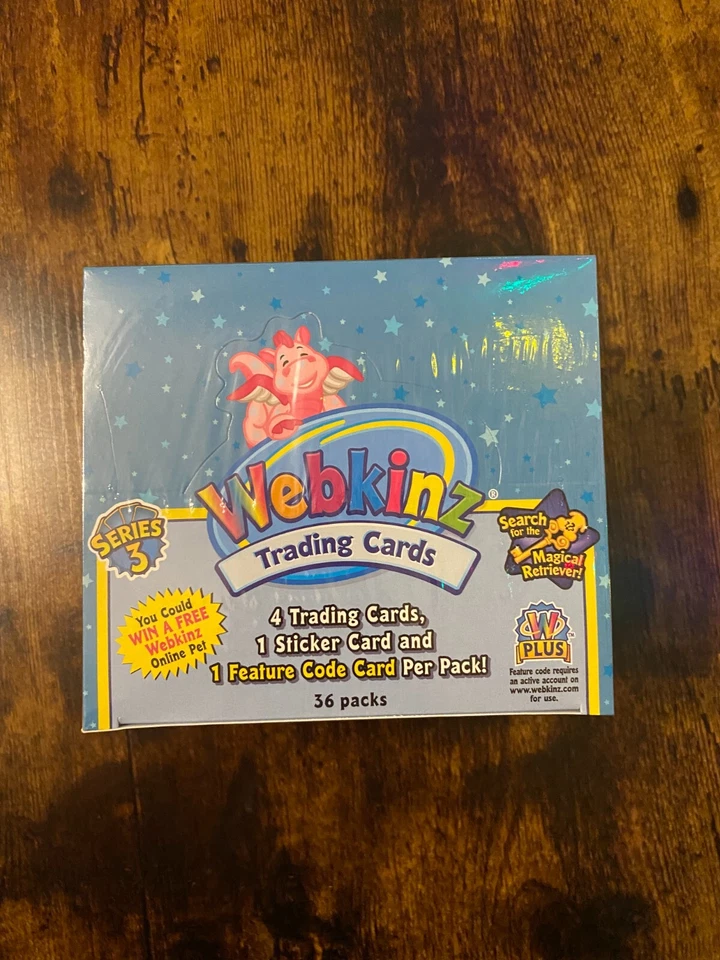 Webkinz®
Trading Cards
SERIES
3
Search
for the
Magical
Retriever!
You Could
WIN A FREE
Webkinz
Online Pet
4 Trading Cards,
1 Sticker Card and
1 Feature Code Card Per Pack!
36 packs
W
PLUS™
Feature code requires
an active account on
www.webkinz.com
for use.